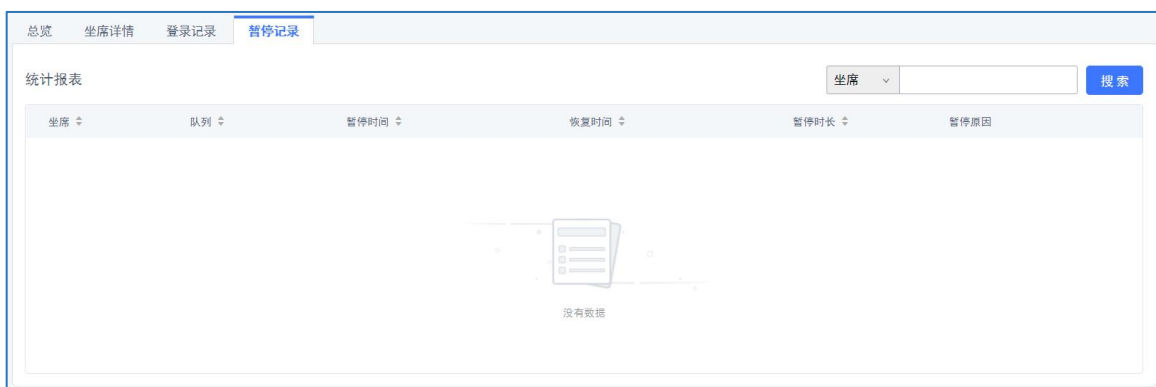 总览 坐席详情 登录记录 暂停记录
统计报表 坐席 搜索
坐席 队列 暂停时间 恢复时间 暂停时长 暂停原因
没有数据